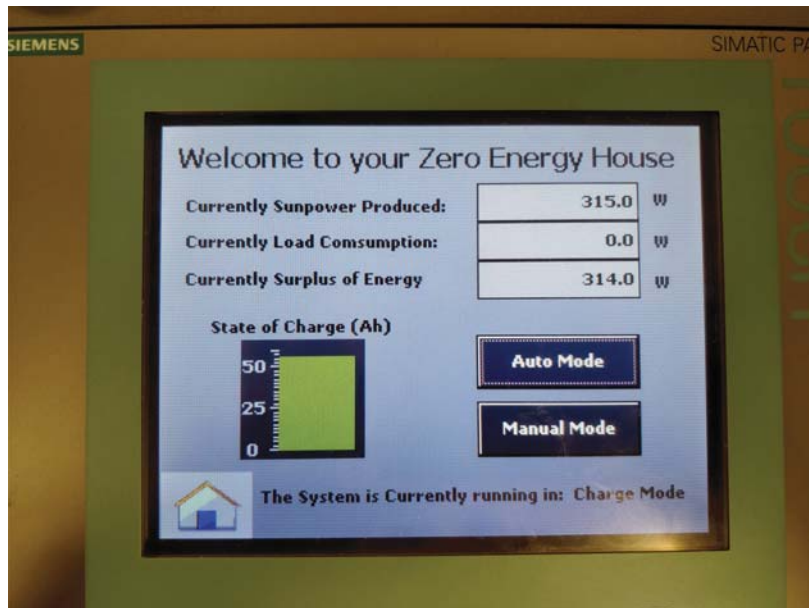 SIEMENS
SIMATIC PA
TOUCH
Welcome to your Zero Energy House
Currently Sunpower Produced: 315.0 W
Currently Load Comsumption: 0.0 W
Currently Surplus of Energy 314.0 W
State of Charge (Ah)
50
25
0
Auto Mode
Manual Mode
The System is Currently running in: Charge Mode